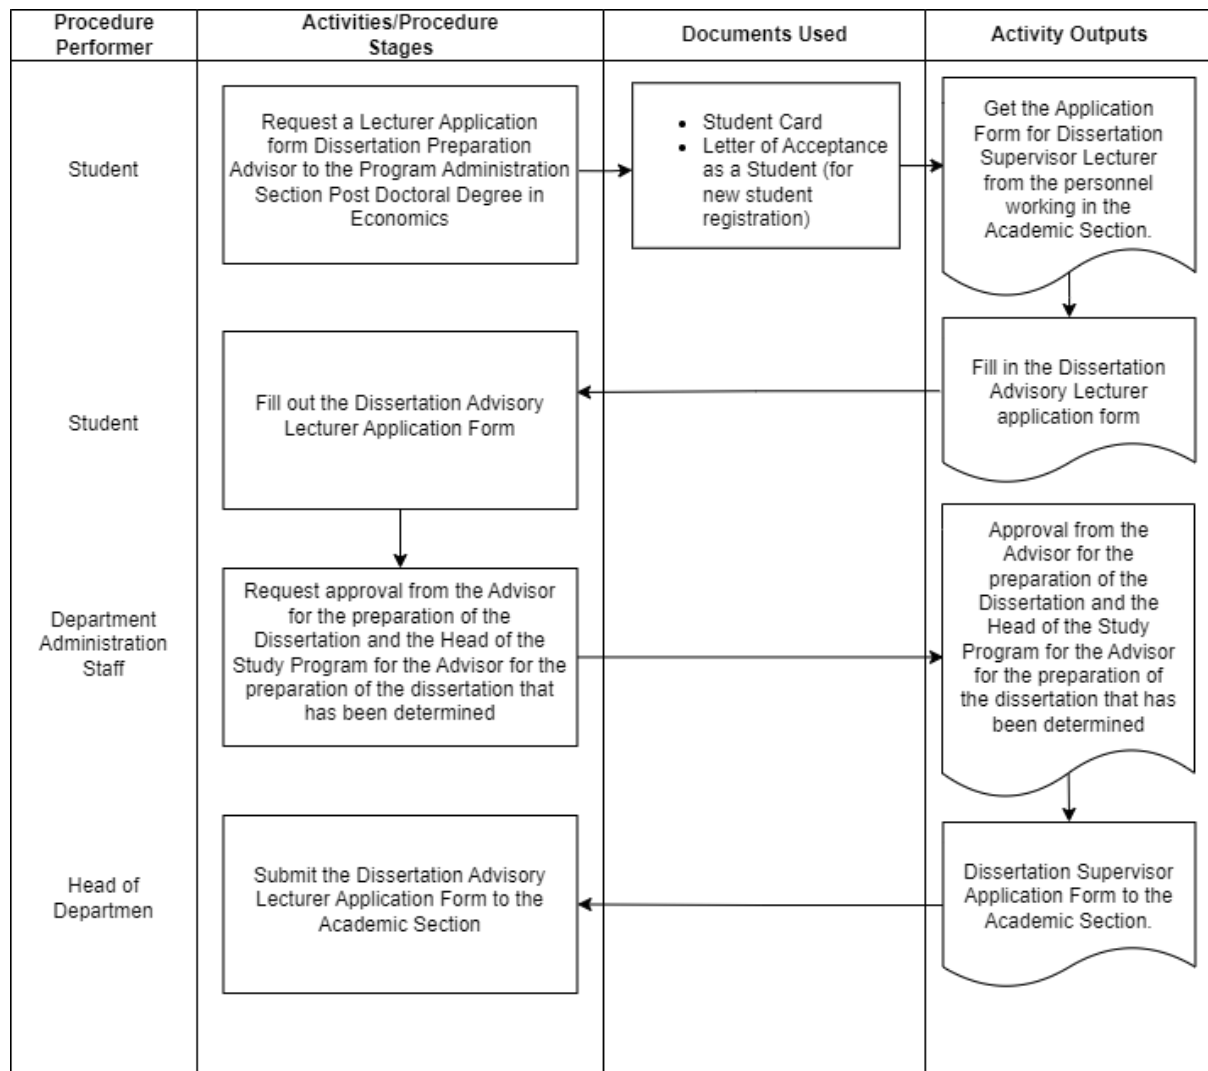 Procedure
Performer
Activities/Procedure
Stages
Documents Used
Activity Outputs
Student
Request a Lecturer Application
form Dissertation Preparation
Advisor to the Program Administration
Section Post Doctoral Degree in
Economics
• Student Card
• Letter of Acceptance
as a Student (for
new student
registration)
Get the Application
Form for Dissertation
Supervisor Lecturer
from the personnel
working in the
Academic Section.
Student
Fill out the Dissertation Advisory
Lecturer Application Form
Fill in the Dissertation
Advisory Lecturer
application form
Department
Administration
Staff
Request approval from the Advisor
for the preparation of the
Dissertation and the Head of the
Study Program for the Advisor for the
preparation of the dissertation that
has been determined
Approval from the
Advisor for the
preparation of the
Dissertation and the
Head of the Study
Program for the Advisor
for the preparation of
the dissertation that has
been determined
Head of
Departmen
Submit the Dissertation Advisory
Lecturer Application Form to the
Academic Section
Dissertation Supervisor
Application Form to the
Academic Section.